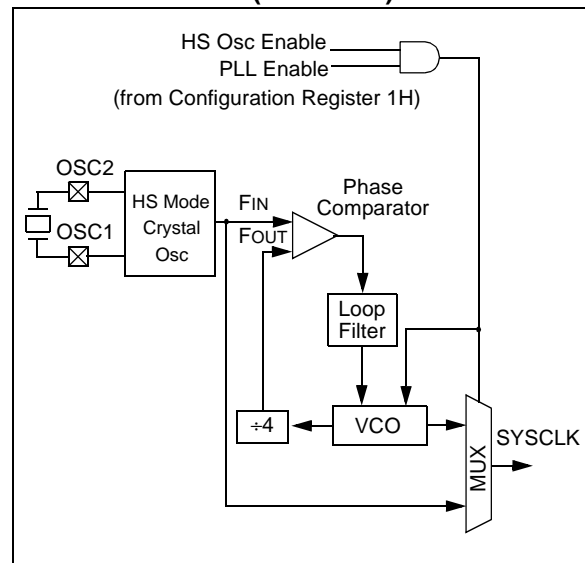 HS Osc Enable
PLL Enable
(from Configuration Register 1H)
OSC2
OSC1
HS Mode
Crystal
Osc
FIN
FOUT
Phase
Comparator
Loop
Filter
÷4
VCO
MUX
SYSCLK